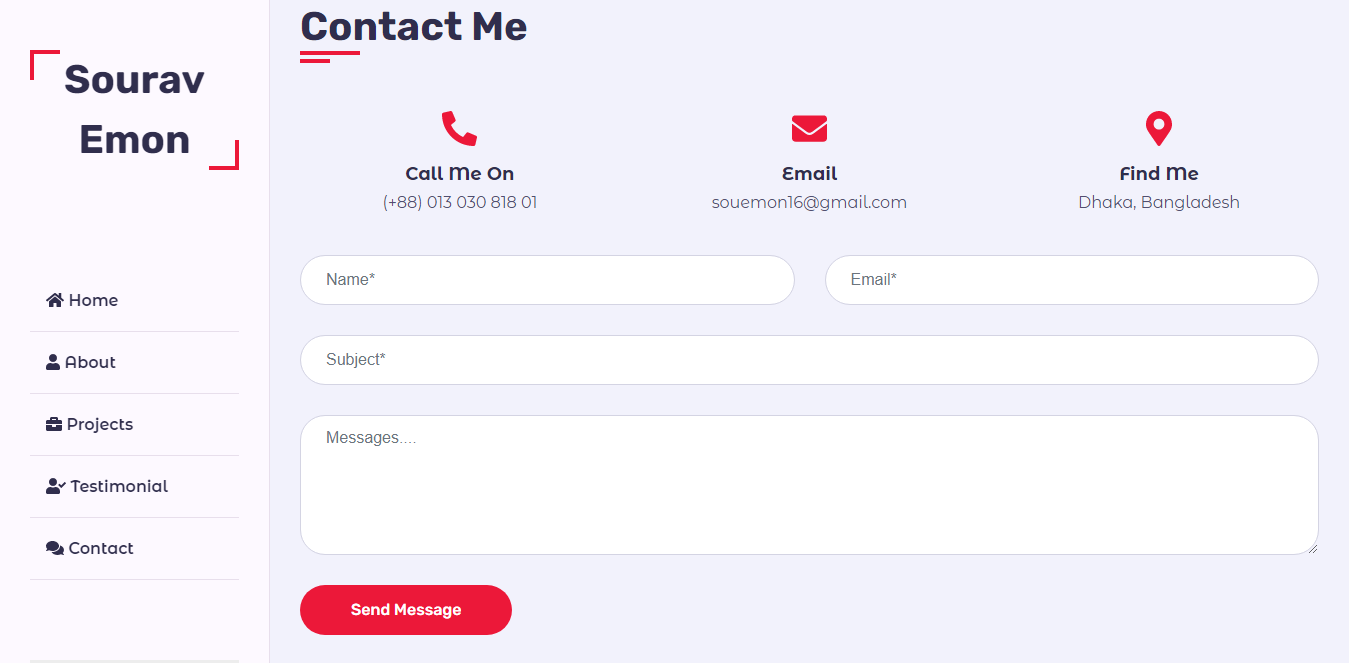 Sourav
Emon
Home
About
Projects
Testimonial
Contact
Contact Me
Call Me On
(+88) 013 030 818 01
Email
souemon16@gmail.com
Find Me
Dhaka, Bangladesh
Name*
Email*
Subject*
Messages....
Send Message